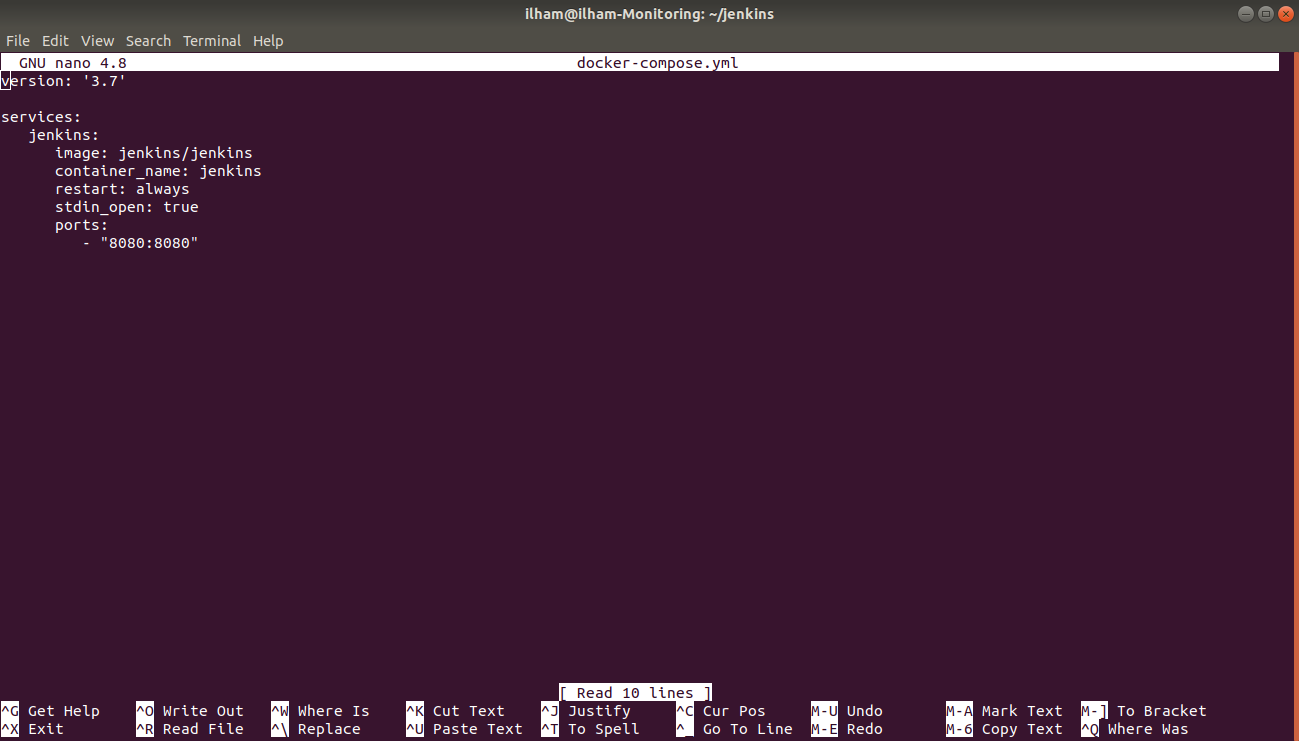 ilham@ilham-Monitoring: ~/jenkins
File Edit View Search Terminal Help
GNU nano 4.8 docker-compose.yml
version: '3.7'

services:
   jenkins:
      image: jenkins/jenkins
      container_name: jenkins
      restart: always
      stdin_open: true
      ports:
         - "8080:8080"
[ Read 10 lines ]
^G Get Help ^O Write Out ^W Where Is ^K Cut Text ^J Justify ^C Cur Pos M-U Undo M-A Mark Text M-] To Bracket
^X Exit ^R Read File ^\ Replace ^U Paste Text ^T To Spell ^_ Go To Line M-E Redo M-6 Copy Text ^Q Where Was